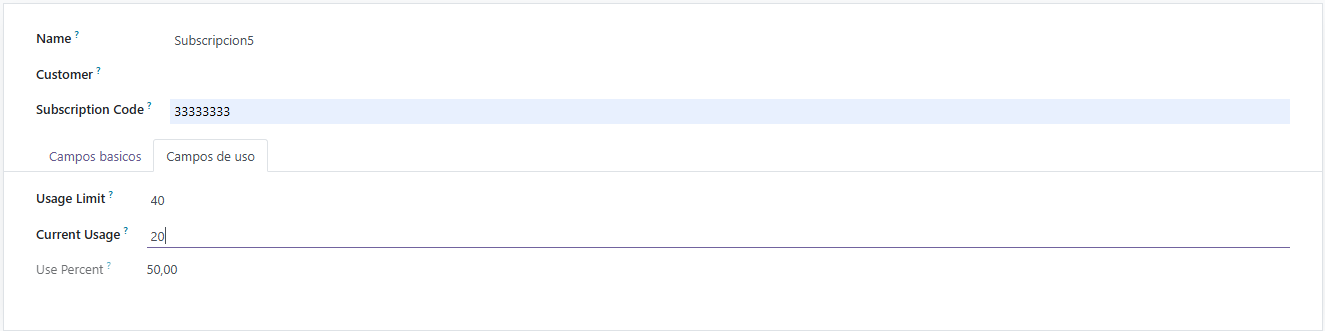 Name ? Subscripcion5
Customer ?
Subscription Code ? 33333333
Campos basicos Campos de uso
Usage Limit ? 40
Current Usage ? 20
Use Percent ? 50,00